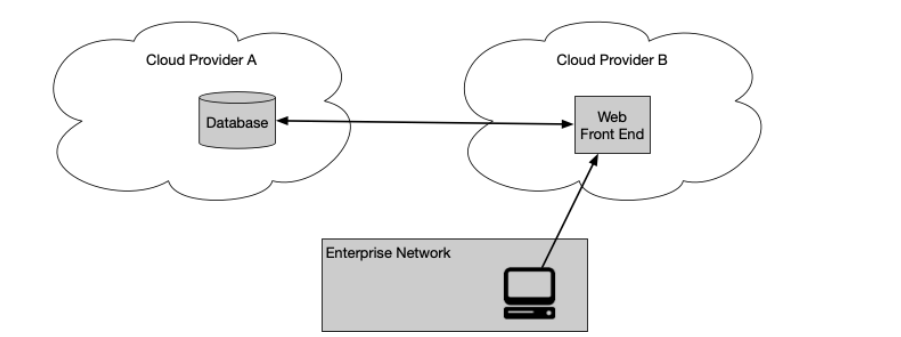 Cloud Provider A
Cloud Provider B
Database
Web
Front End
Enterprise Network